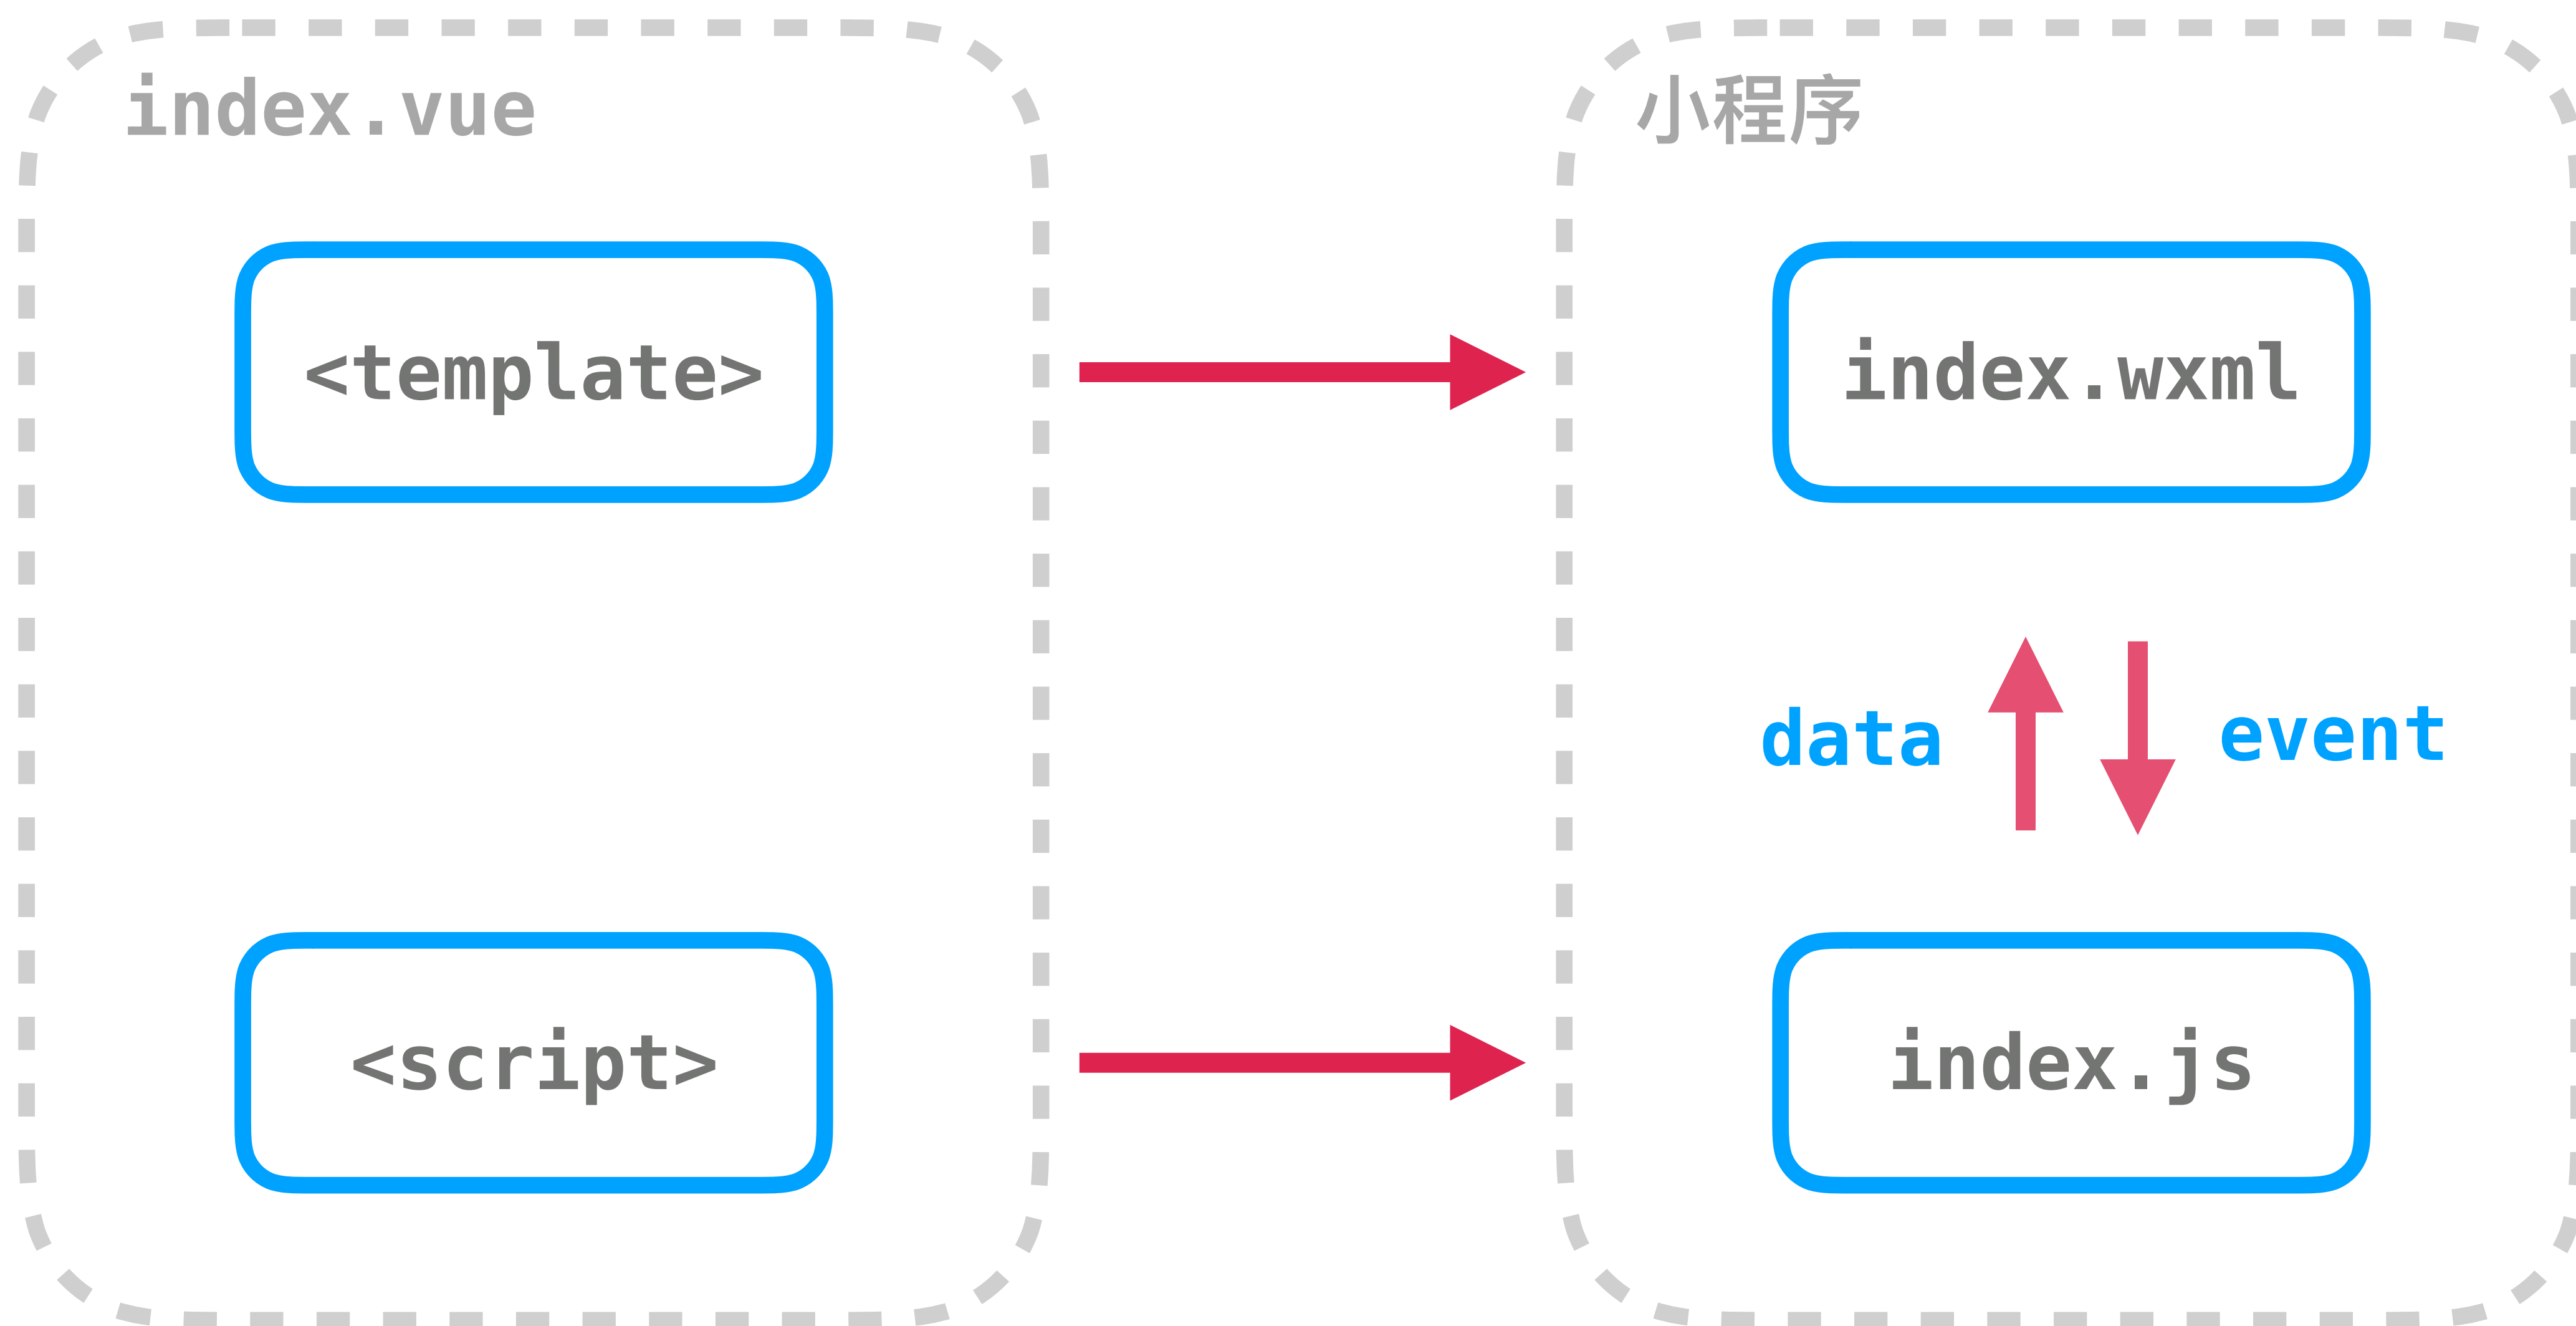 index.vue
小程序
<template>
index.wxml
data
event
<script>
index.js